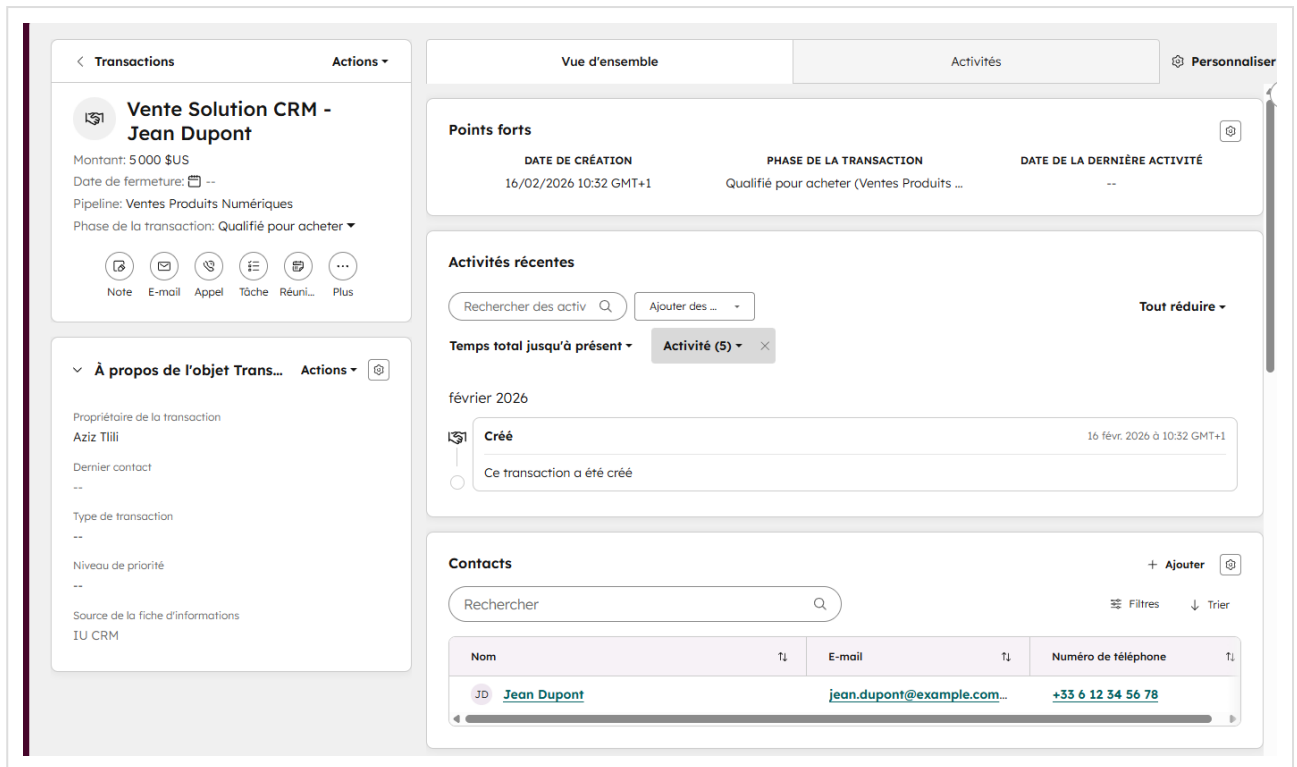 Transactions
Actions
Vente Solution CRM -
Jean Dupont
Montant: 5 000 $US
Date de fermeture: --
Pipeline: Ventes Produits Numériques
Phase de la transaction: Qualifié pour acheter
Note E-mail Appel Tâche Réuni... Plus
À propos de l'objet Trans... Actions
Propriétaire de la transaction
Aziz Tlili
Dernier contact
--
Type de transaction
--
Niveau de priorité
--
Source de la fiche d'informations
IU CRM
Vue d'ensemble
Activités
Personnaliser
Points forts
DATE DE CRÉATION
16/02/2026 10:32 GMT+1
PHASE DE LA TRANSACTION
Qualifié pour acheter (Ventes Produits ...
DATE DE LA DERNIÈRE ACTIVITÉ
--
Activités récentes
Rechercher des activ
Ajouter des ...
Tout réduire
Temps total jusqu'à présent
Activité (5)
février 2026
Créé
16 févr. 2026 à 10:32 GMT+1
Ce transaction a été créé
Contacts
+ Ajouter
Rechercher
Filtres
Trier
Nom E-mail Numéro de téléphone
JD Jean Dupont jean.dupont@example.com... +33 6 12 34 56 78